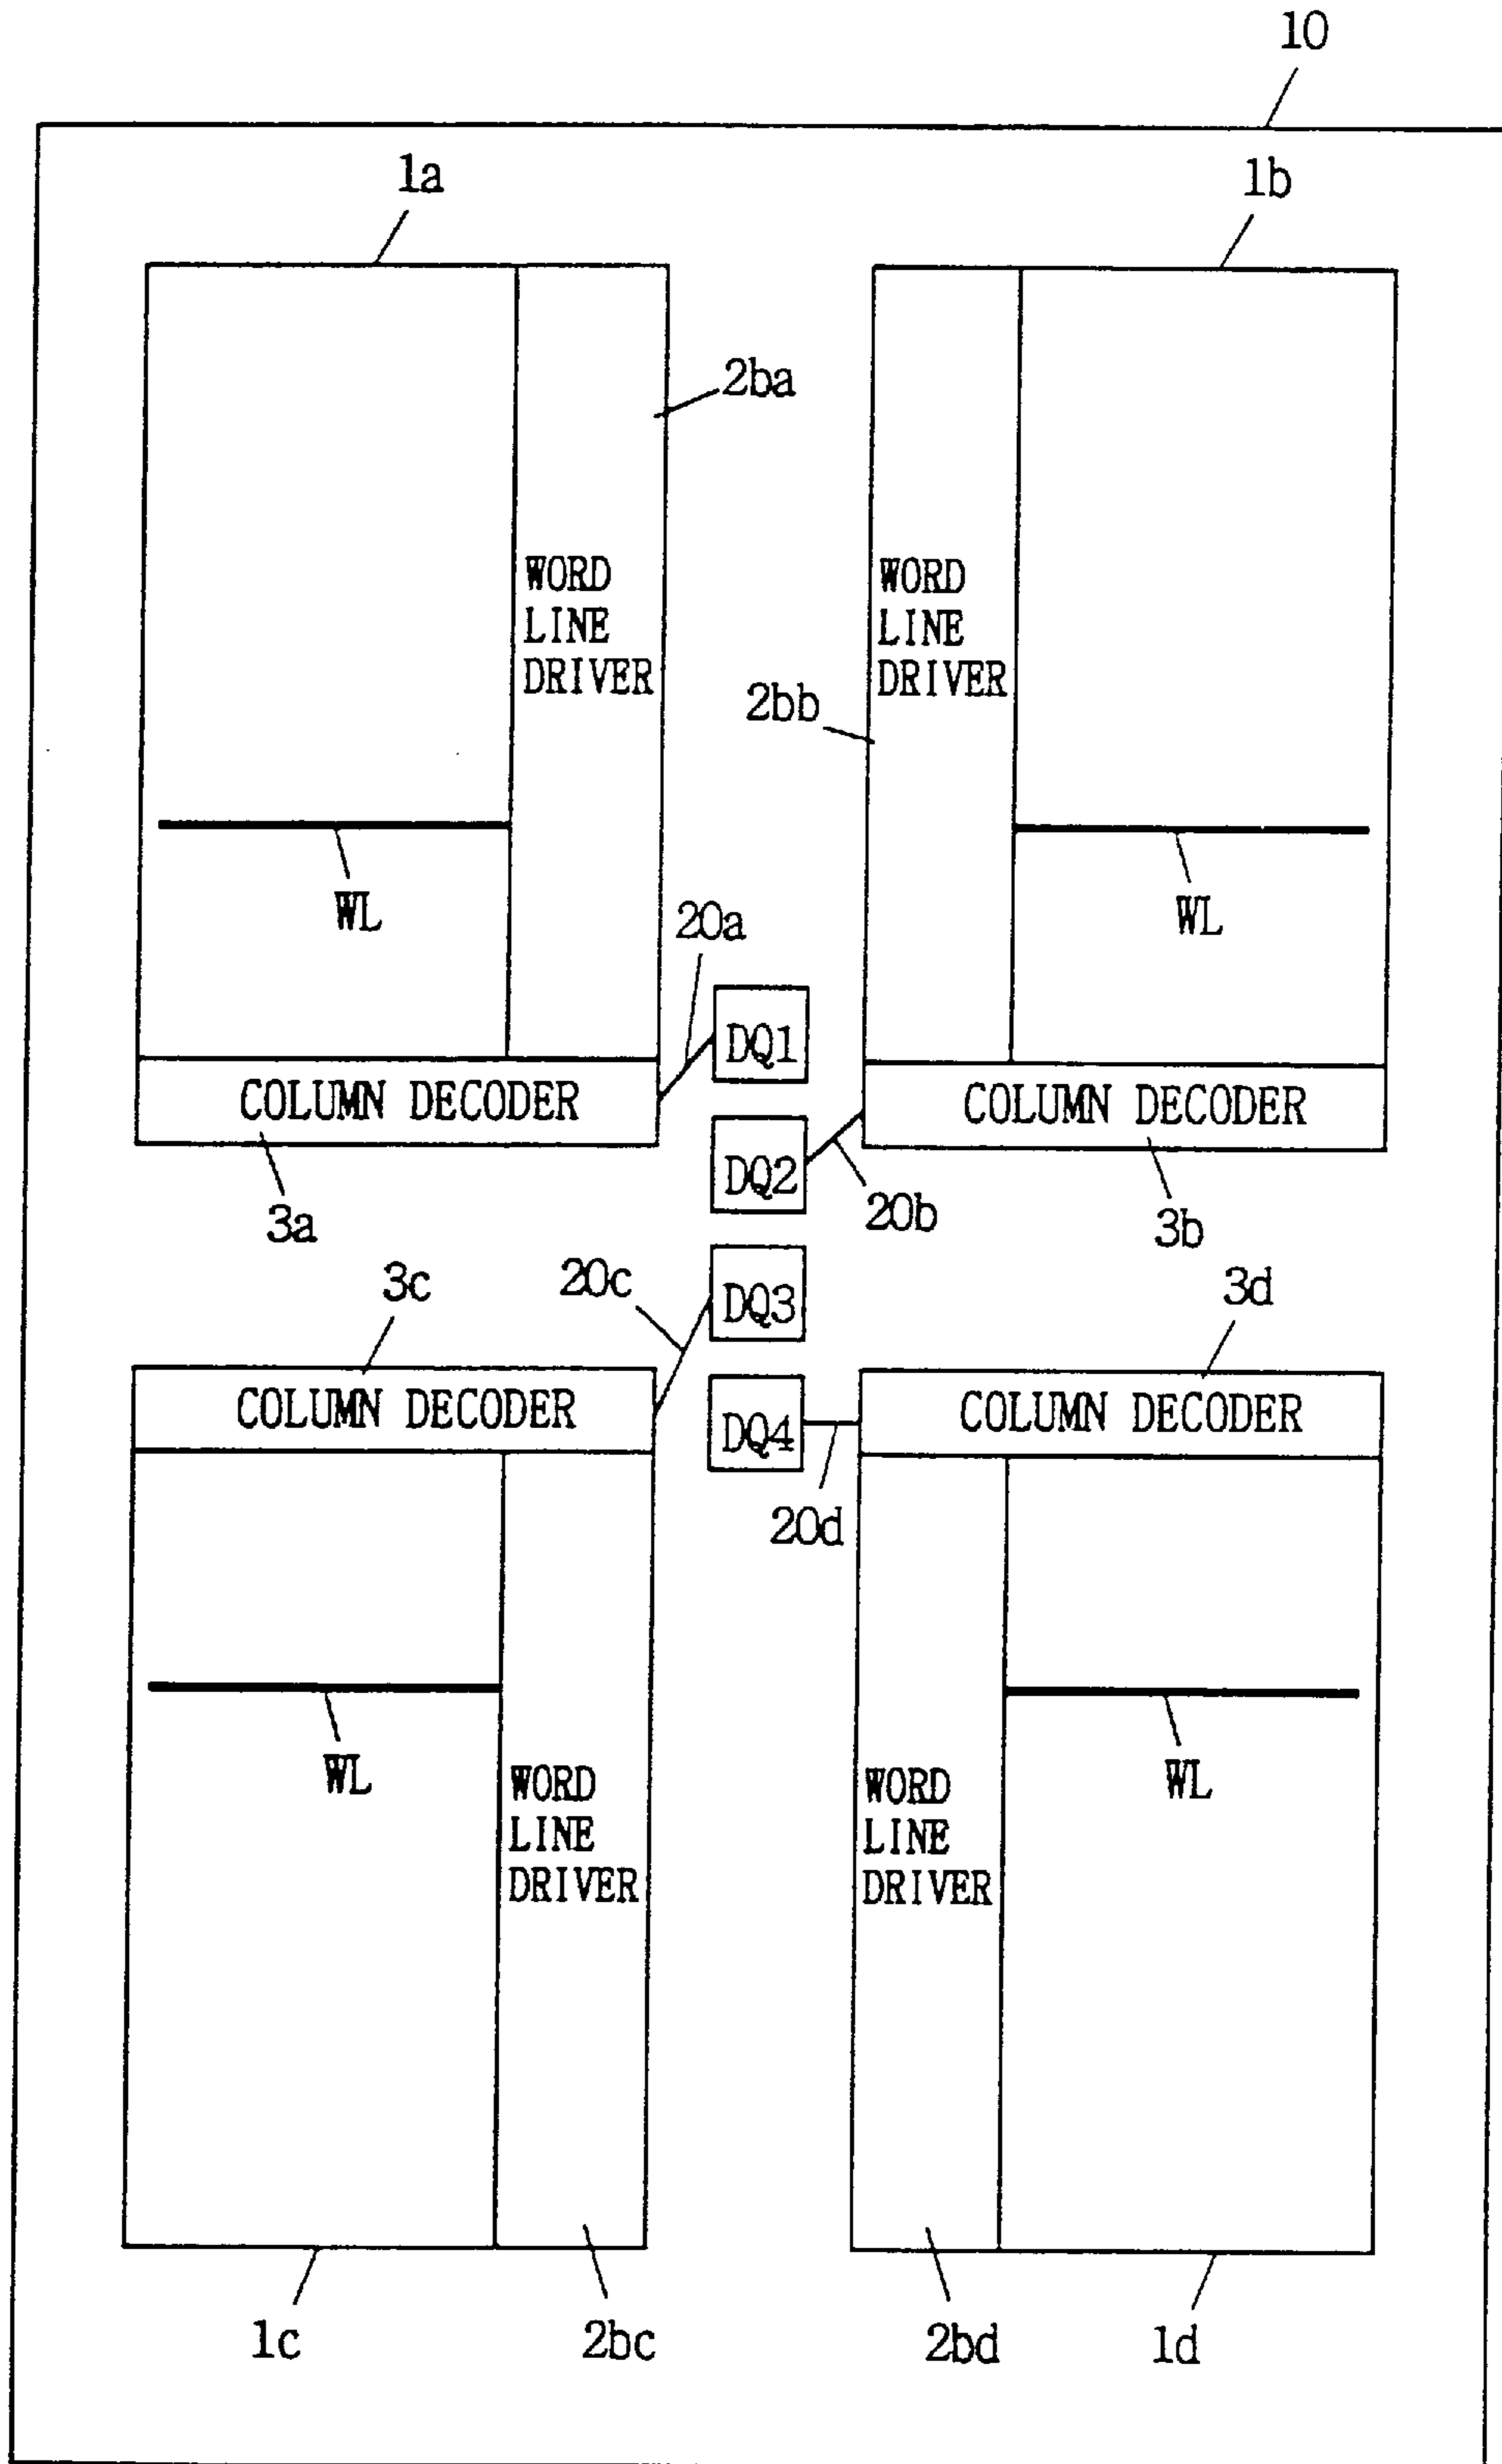 10
1a
1b
2ba
WORD
LINE
DRIVER
WORD
LINE
DRIVER
2bb
WL
WL
20a
DQ1
COLUMN DECODER
COLUMN DECODER
DQ2
20b
3a
3b
3c
20c
DQ3
3d
COLUMN DECODER
DQ4
COLUMN DECODER
20d
WL
WL
WORD
LINE
DRIVER
WORD
LINE
DRIVER
1c
2bc
2bd
1d